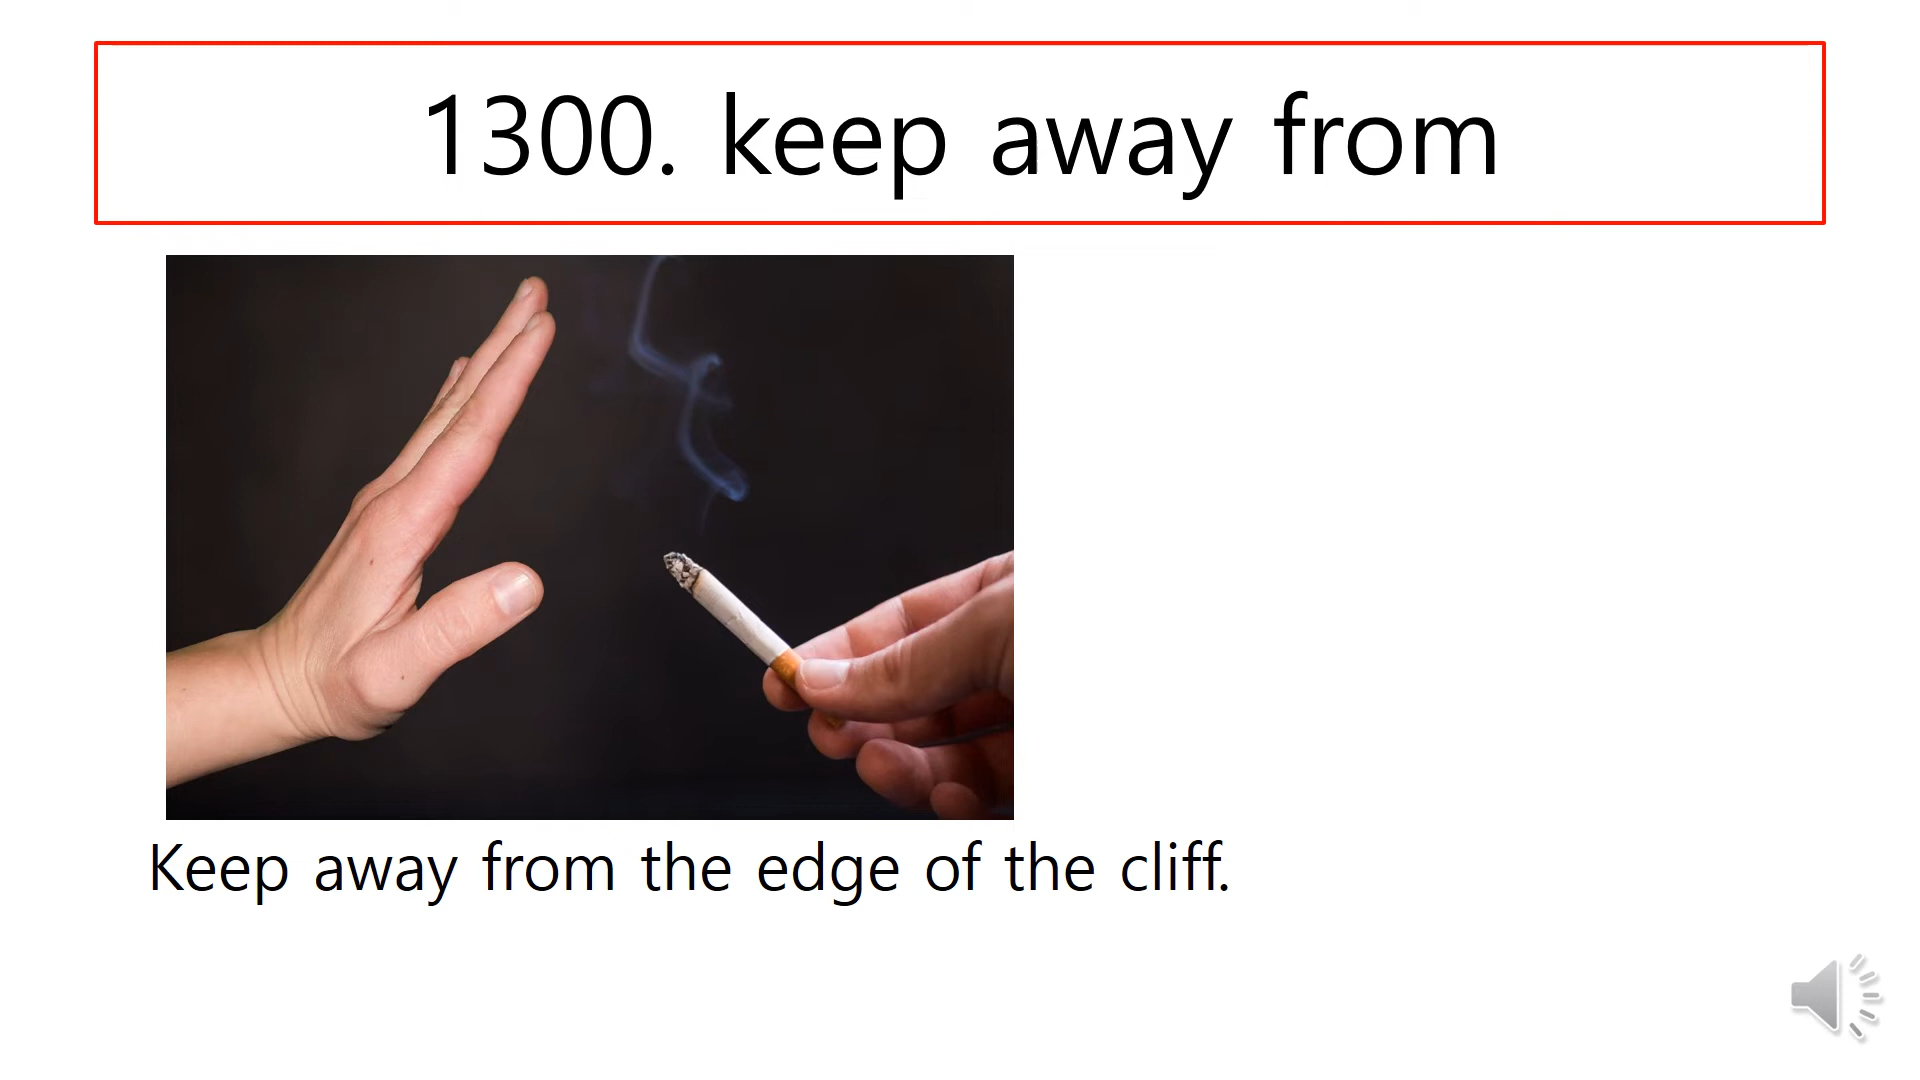 1300. keep away from
Keep away from the edge of the cliff.